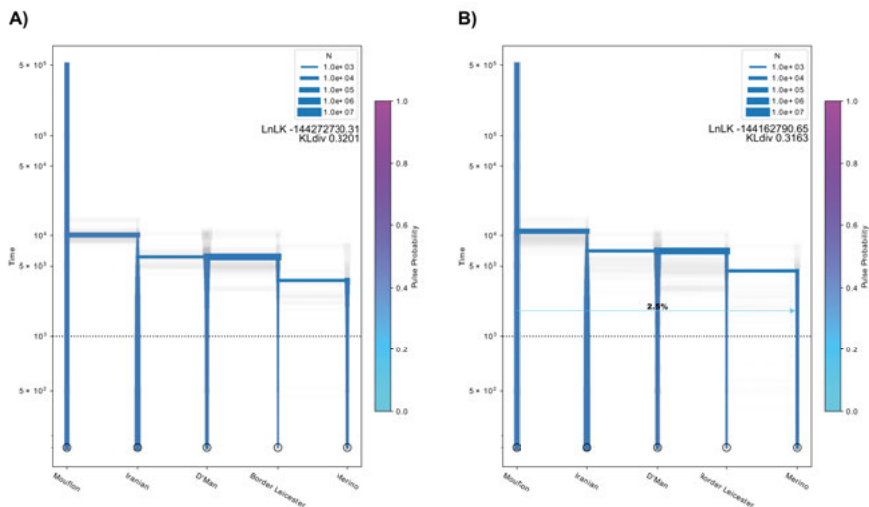 A)
N
1.0e+03
1.0e+04
1.0e+05
1.0e+06
1.0e+07
LnLK -144272730.31
KLdiv 0.3201
5 × 10⁵
10⁵
5 × 10⁴
10⁴
5 × 10³
10³
5 × 10²
Time
1.0
0.8
0.6
0.4
0.2
0.0
Pulse Probability
Mouflon
Iranian
D'Man
Border Leicester
Merino
B)
N
1.0e+03
1.0e+04
1.0e+05
1.0e+06
1.0e+07
LnLK -144162790.65
KLdiv 0.3163
5 × 10⁵
10⁵
5 × 10⁴
10⁴
5 × 10³
10³
5 × 10²
Time
2.5%
1.0
0.8
0.6
0.4
0.2
0.0
Pulse Probability
Mouflon
Iranian
D'Man
Border Leicester
Merino